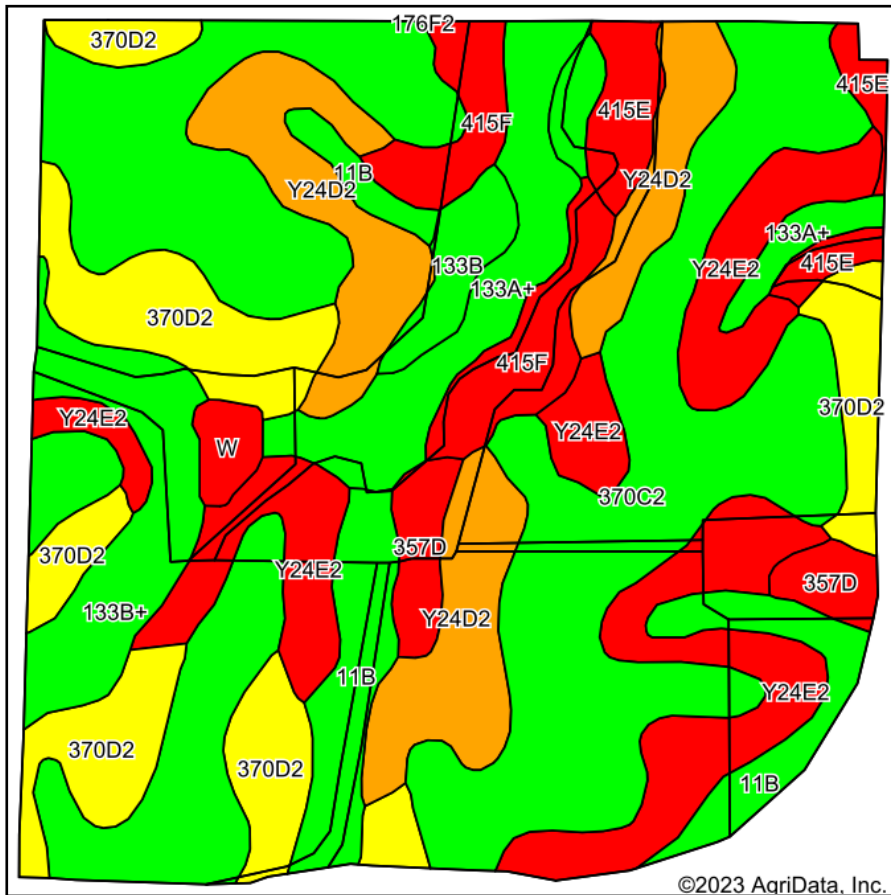 176F2
370D2
415E
415E
415F
11B
Y24D2
Y24D2
133A+
133B
Y24E2
415E
133A+
370D2
415F
370D2
Y24E2
Y24E2
W
370C2
357D
370D2
Y24E2
357D
133B+
Y24D2
11B
Y24E2
370D2
370D2
11B
©2023 AgriData, Inc.